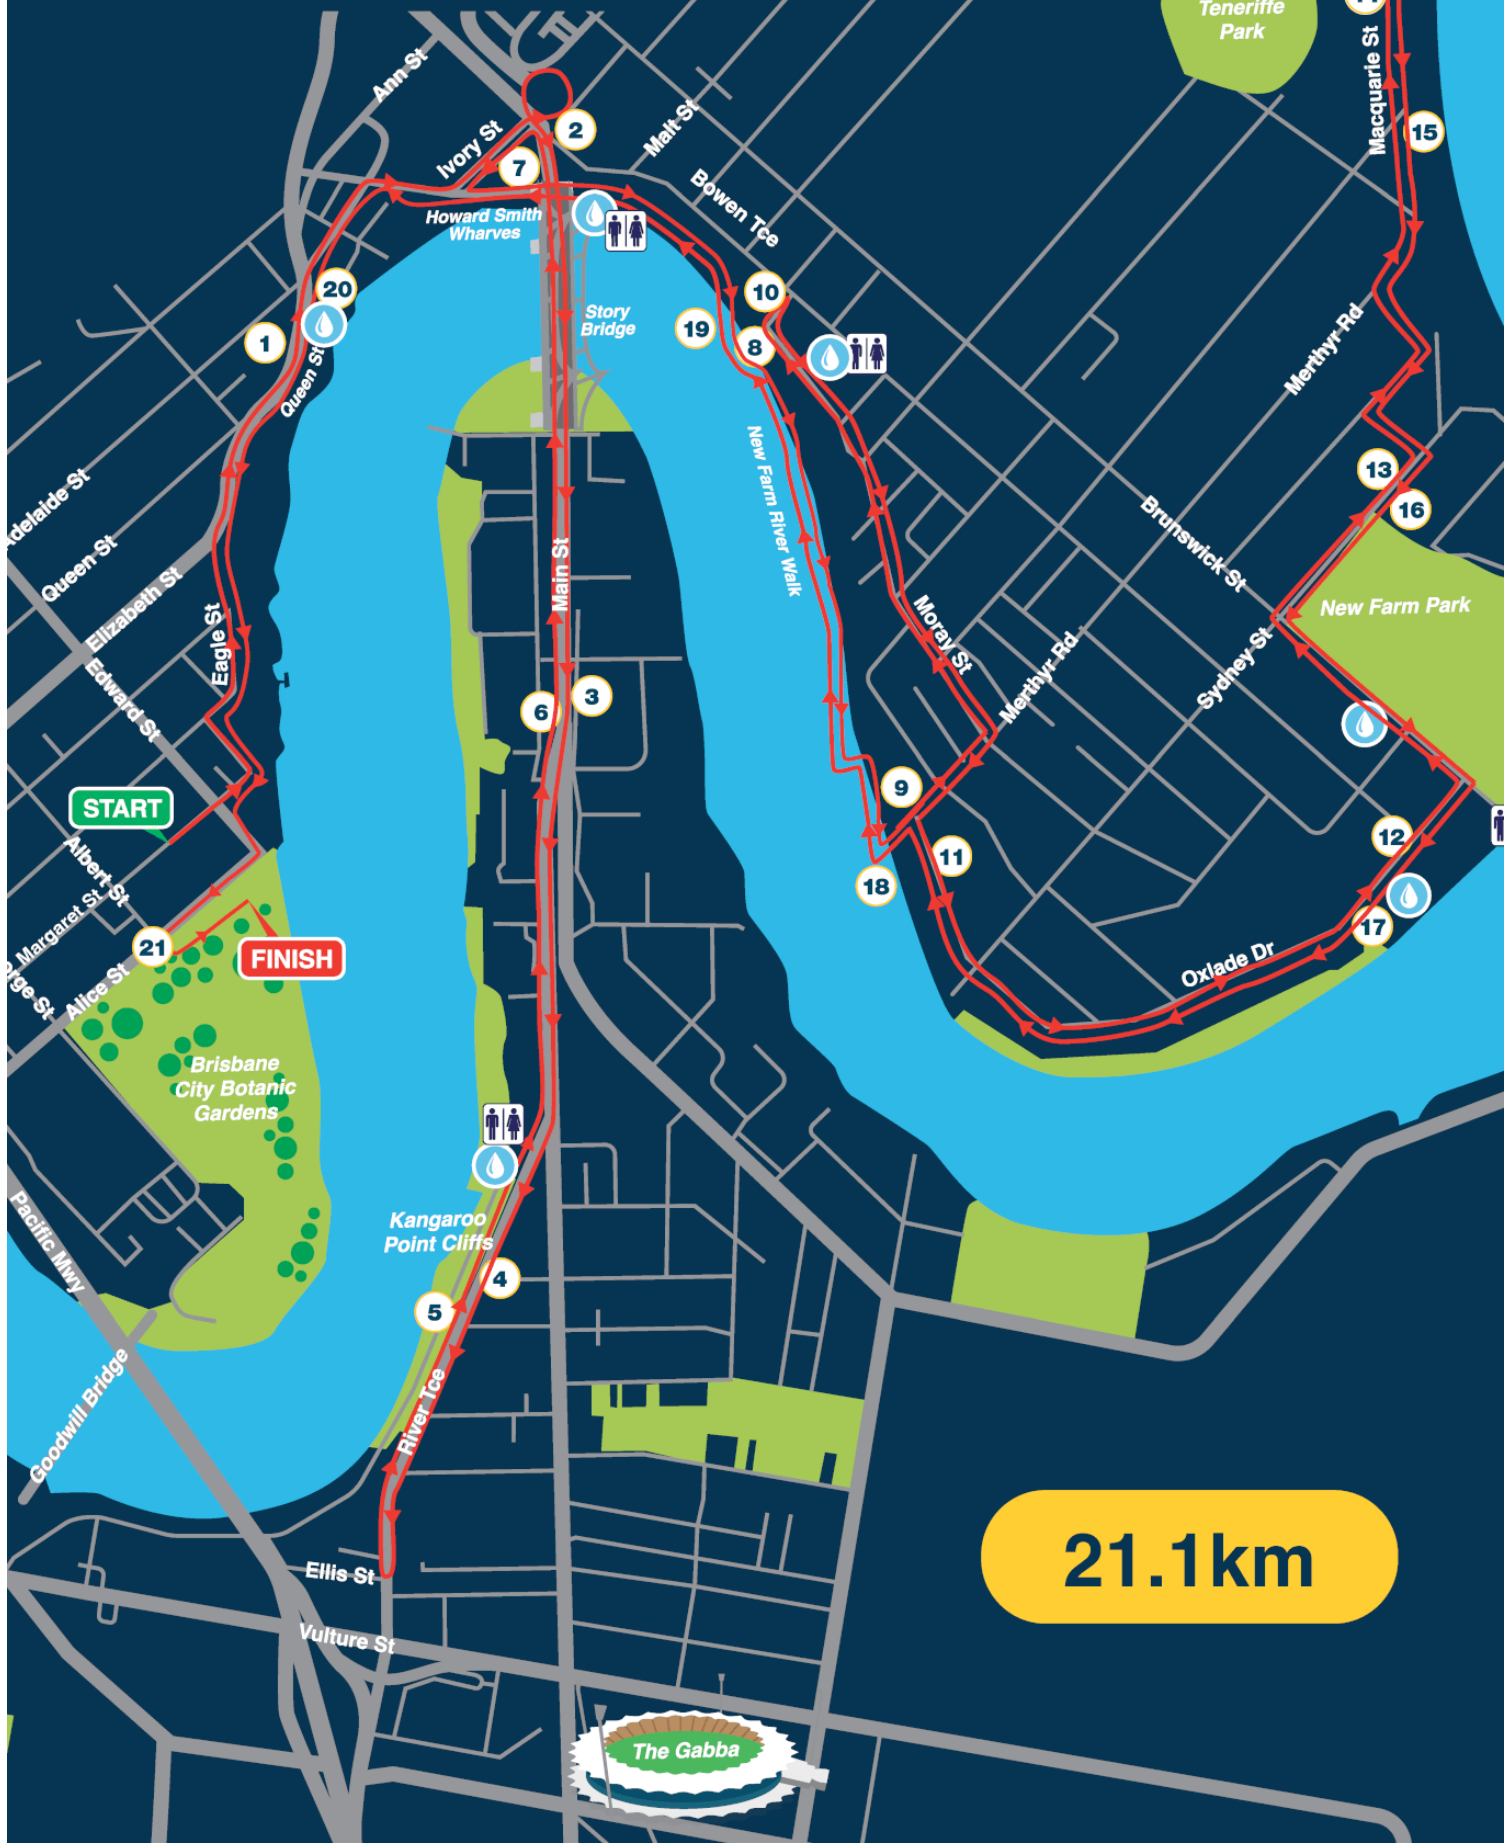 Teneriffe
Park
Macquarie St
15
Ann St
Ivory St
2
7
Malt St
Bowen Tce
Howard Smith
Wharves
20
1
Queen St
Story
Bridge
10
19
8
Merthyr Rd
New Farm River Walk
13
16
Brunswick St
New Farm Park
Adelaide St
Queen St
Elizabeth St
Eagle St
Edward St
Main St
Moray St
Merthyr Rd
Sydney St
6
3
9
START
11
12
18
17
Albert St
Margaret St
21
FINISH
Alice St
Oxlade Dr
Brisbane
City Botanic
Gardens
Kangaroo
Point Cliffs
4
5
Pacific Mwy
Goodwill Bridge
River Tce
21.1km
Ellis St
Vulture St
The Gabba